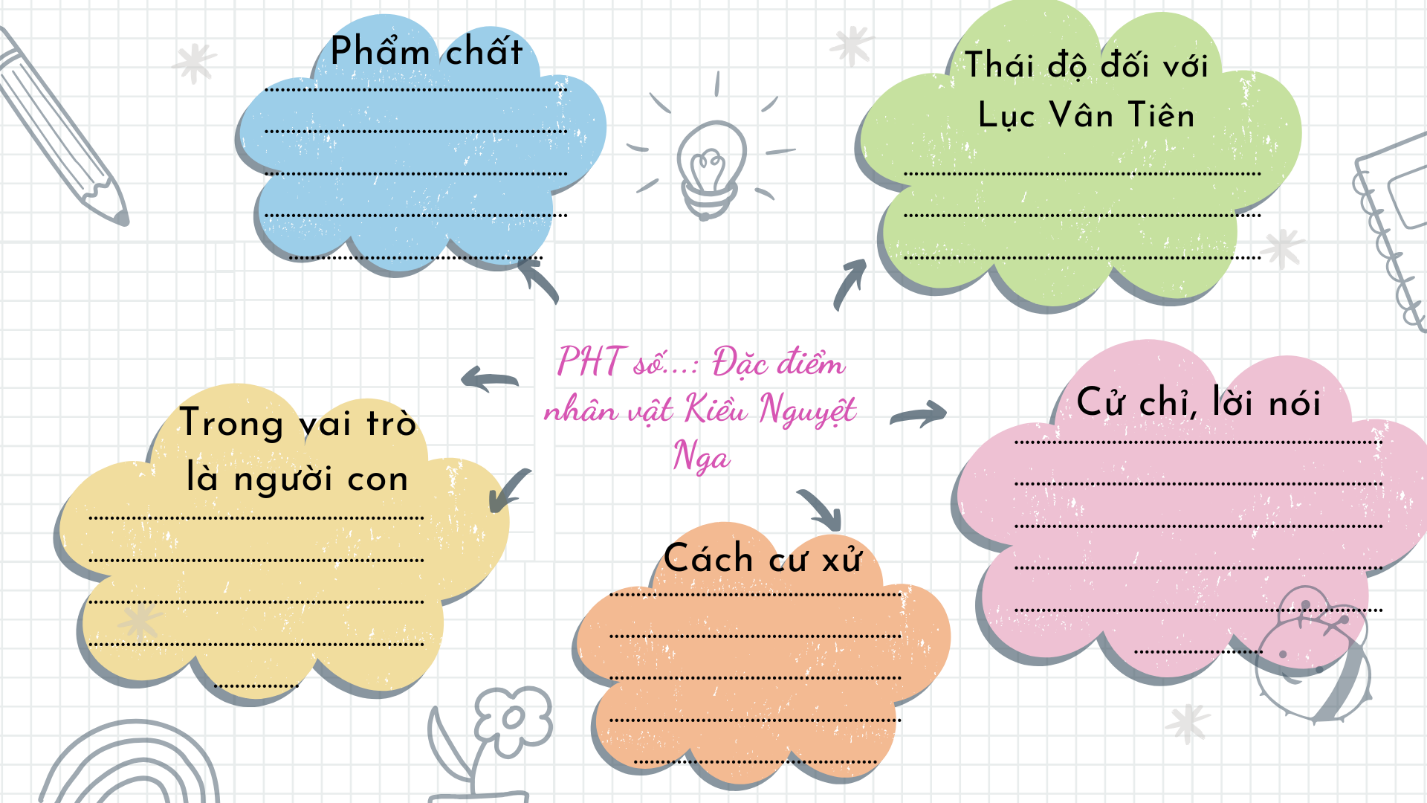 Phẩm chất
Thái độ đối với
Lục Vân Tiên
PHT số...: Đặc điểm
nhân vật Kiều Nguyệt
Nga
Trong vai trò
là người con
Cử chỉ, lời nói
Cách cư xử